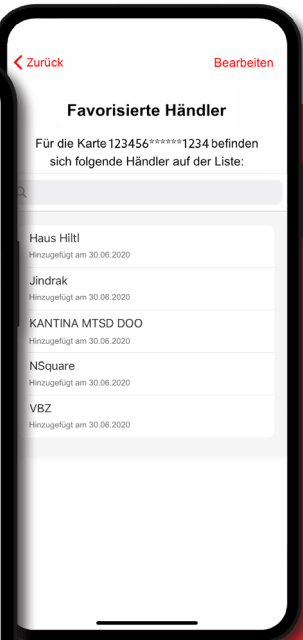 Zurück
Bearbeiten
Favorisierte Händler
Für die Karte 123456******1234 befinden
sich folgende Händler auf der Liste:
Haus Hiltl
Hinzugefügt am 30.06.2020
Jindrak
Hinzugefügt am 30.06.2020
KANTINA MTSD DOO
Hinzugefügt am 30.06.2020
NSquare
Hinzugefügt am 30.06.2020
VBZ
Hinzugefügt am 30.06.2020